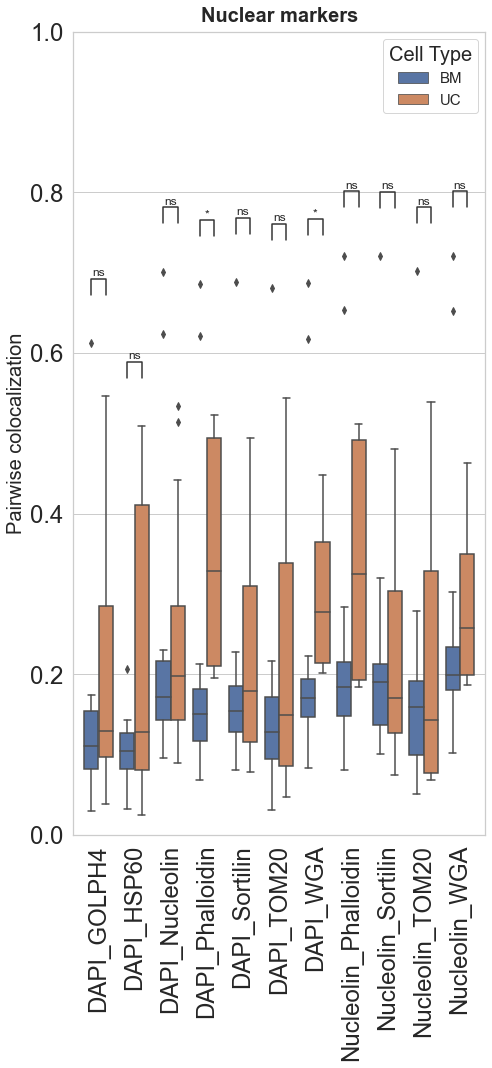 Nuclear markers
Pairwise colocalization
1.0
0.8
0.6
0.4
0.2
0.0
Cell Type
BM
UC
ns
ns
ns
*
ns
ns
*
ns
ns
ns
ns
DAPI_GOLPH4
DAPI_HSP60
DAPI_Nucleolin
DAPI_Phalloidin
DAPI_Sortilin
DAPI_TOM20
DAPI_WGA
Nucleolin_Phalloidin
Nucleolin_Sortilin
Nucleolin_TOM20
Nucleolin_WGA